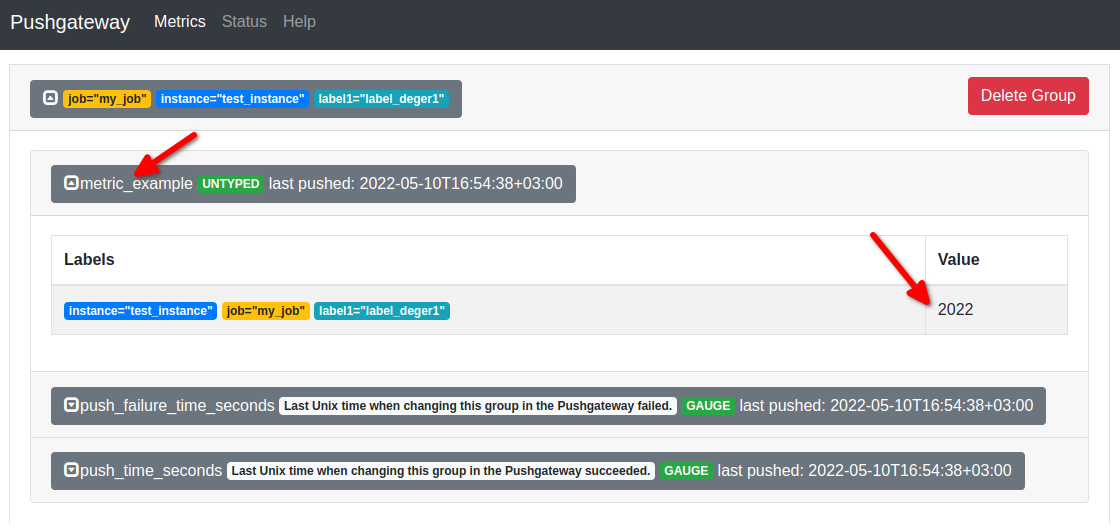 Pushgateway Metrics Status Help
job="my_job" instance="test_instance" label1="label_deger1" Delete Group
metric_example UNTYPED last pushed: 2022-05-10T16:54:38+03:00
Labels Value
instance="test_instance" job="my_job" label1="label_deger1" 2022
push_failure_time_seconds Last Unix time when changing this group in the Pushgateway failed. GAUGE last pushed: 2022-05-10T16:54:38+03:00
push_time_seconds Last Unix time when changing this group in the Pushgateway succeeded. GAUGE last pushed: 2022-05-10T16:54:38+03:00